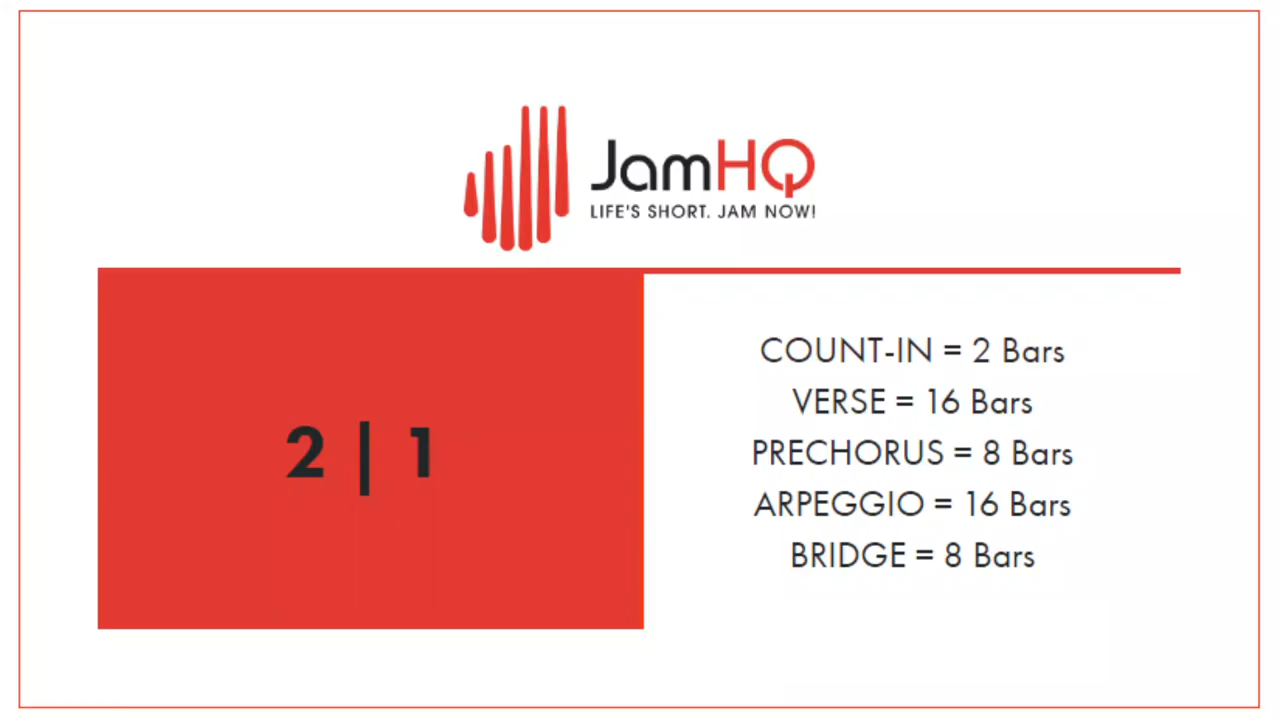 JamHQ
LIFE'S SHORT. JAM NOW!
2 | 1
COUNT-IN = 2 Bars
VERSE = 16 Bars
PRECHORUS = 8 Bars
ARPEGGIO = 16 Bars
BRIDGE = 8 Bars